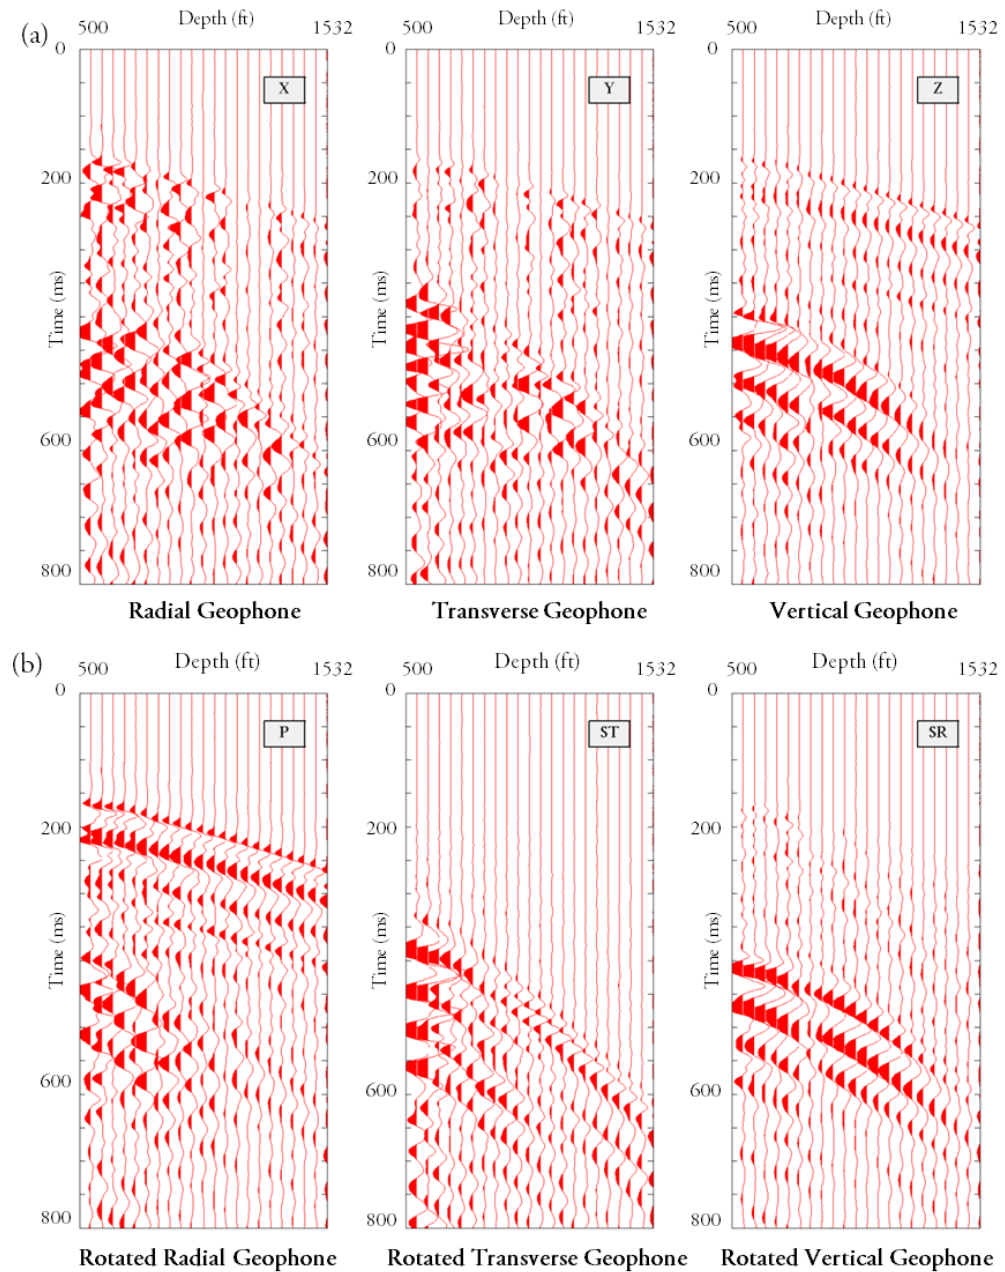 (a)
Depth (ft)
500 1532
Depth (ft)
500 1532
Depth (ft)
500 1532
0
200
Time (ms)
600
800
X
0
200
Time (ms)
600
800
Y
0
200
Time (ms)
600
800
Z
Radial Geophone
Transverse Geophone
Vertical Geophone
(b)
Depth (ft)
500 1532
Depth (ft)
500 1532
Depth (ft)
500 1532
0
200
Time (ms)
600
800
P
0
200
Time (ms)
600
800
ST
0
200
Time (ms)
600
800
SR
Rotated Radial Geophone
Rotated Transverse Geophone
Rotated Vertical Geophone